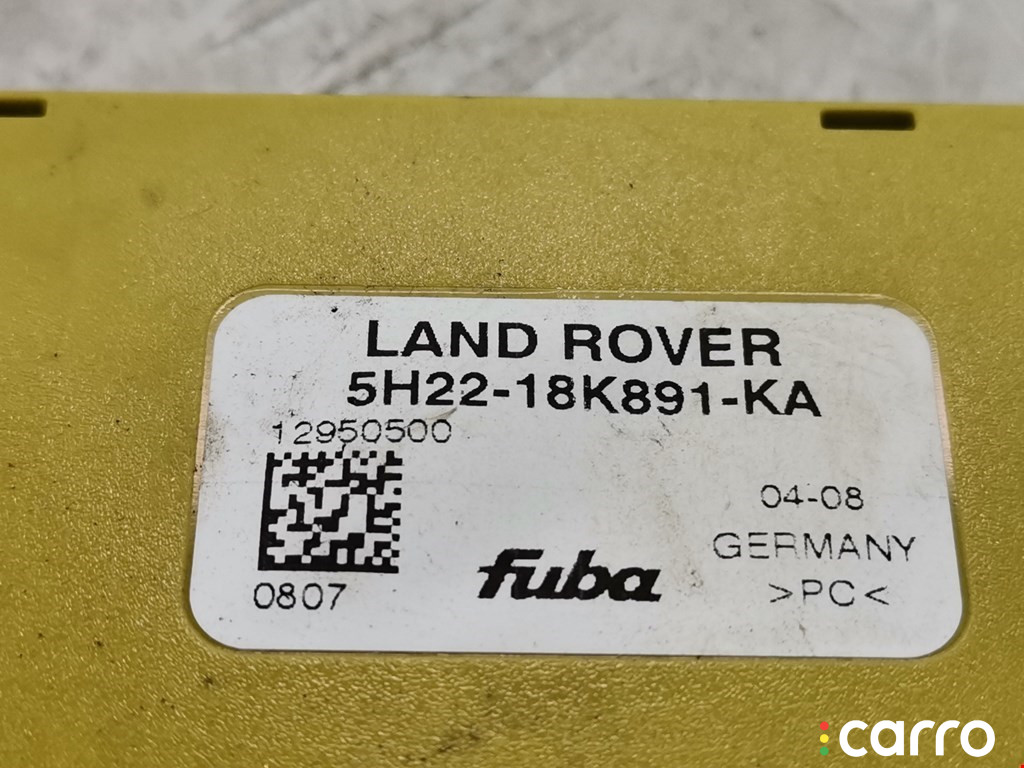 LAND ROVER
5H22-18K891-KA
12950500
04-08
GERMANY
0807
fuba
>PC<
carro